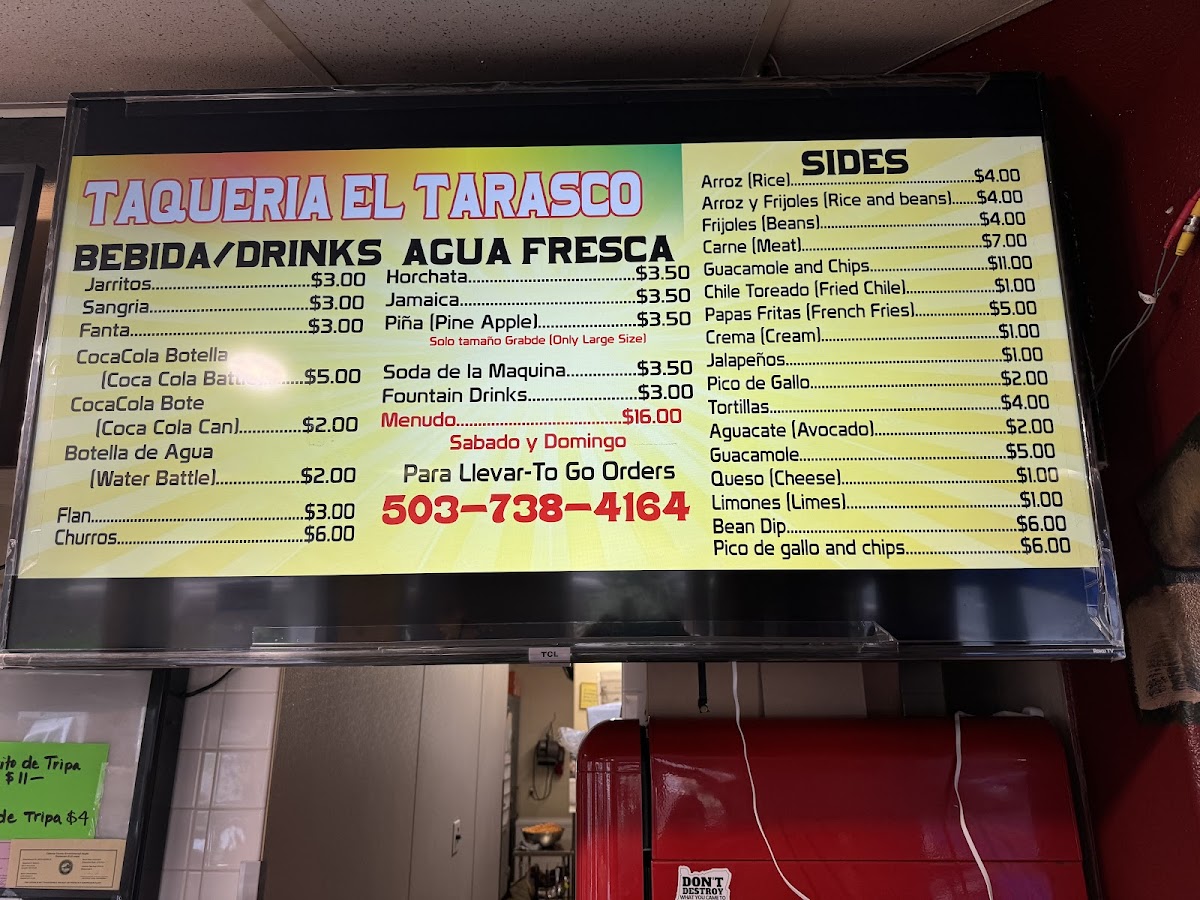 TAQUERIA EL TARASCO
BEBIDA/DRINKS
Jarritos...$3.00
Sangria...$3.00
Fanta...$3.00
CocaCola Botella
(Coca Cola Battle)...$5.00
CocaCola Bote
(Coca Cola Can)...$2.00
Botella de Agua
(Water Battle)...$2.00
Flan...$3.00
Churros...$6.00
AGUA FRESCA
Horchata...$3.50
Jamaica...$3.50
Piña (Pine Apple)...$3.50
Solo tamaño Grabde (Only Large Size)
Soda de la Maquina...$3.50
Fountain Drinks...$3.00
Menudo...$16.00
Sabado y Domingo
Para Llevar-To Go Orders
503-738-4164
SIDES
Arroz (Rice)...$4.00
Arroz y Frijoles (Rice and beans)...$4.00
Frijoles (Beans)...$4.00
Carne (Meat)...$7.00
Guacamole and Chips...$11.00
Chile Toreado (Fried Chile)...$1.00
Papas Fritas (French Fries)...$5.00
Crema (Cream)...$1.00
Jalapeños...$1.00
Pico de Gallo...$2.00
Tortillas...$4.00
Aguacate (Avocado)...$2.00
Guacamole...$5.00
Queso (Cheese)...$1.00
Limones (Limes)...$1.00
Bean Dip...$6.00
Pico de gallo and chips...$6.00
TCL
Roku TV
ito de Tripa
$11—
de Tripa $4
DON'T
DESTROY
WHAT YOU CAME TO